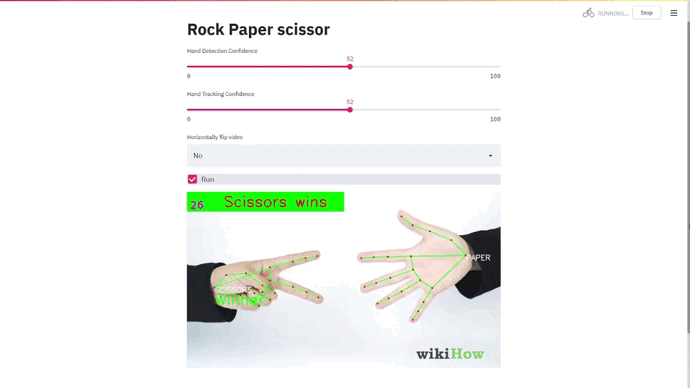 RUNNING...
Stop
Rock Paper scissor
Hand Detection Confidence
52
0
100
Hand Tracking Confidence
52
0
100
Horizontally flip video
No
Run
26 Scissors wins
PAPER
SCISSORS
Winner
wikiHow